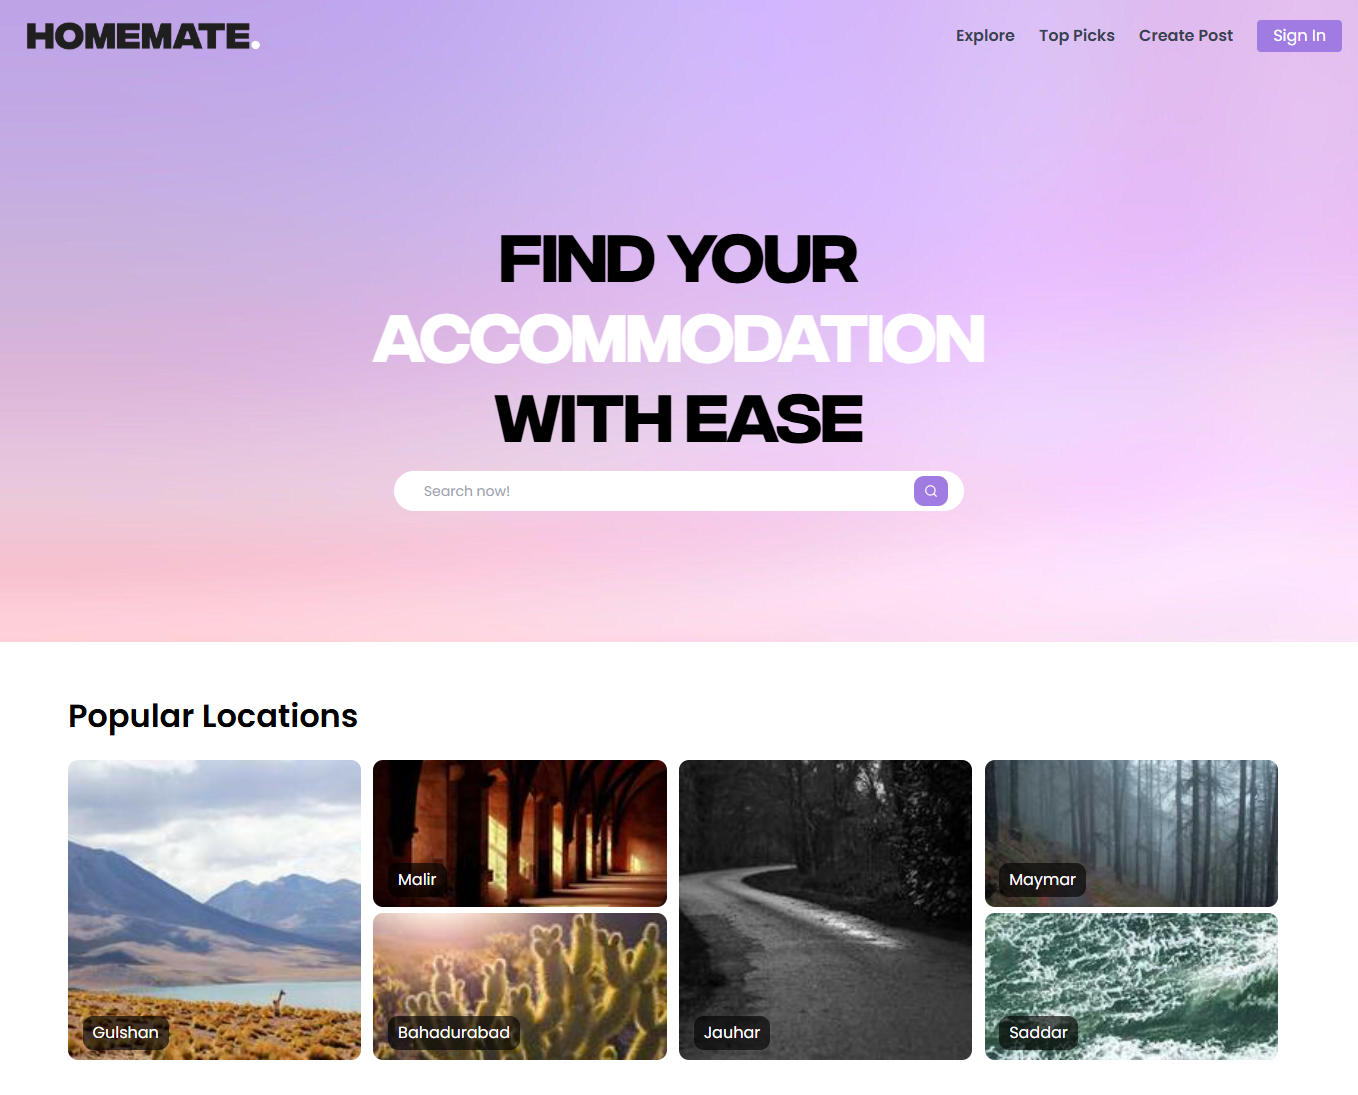 HOMEMATE.
Explore
Top Picks
Create Post
Sign In
FIND YOUR
ACCOMMODATION
WITH EASE
Search now!
Popular Locations
Gulshan
Malir
Bahadurabad
Jauhar
Maymar
Saddar